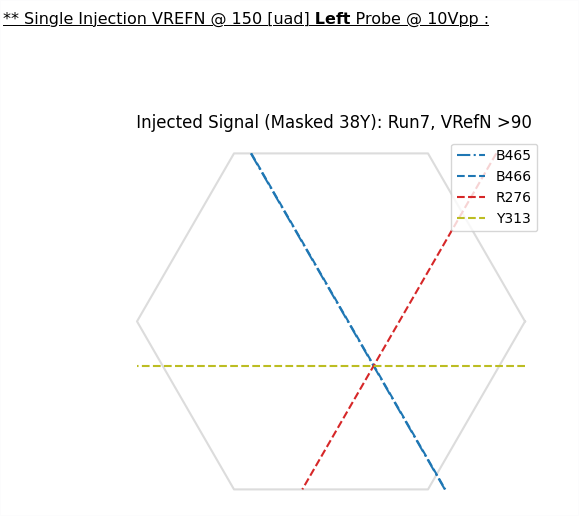 ** Single Injection VREFN @ 150 [uad] Left Probe @ 10Vpp :
Injected Signal (Masked 38Y): Run7, VRefN >90
B465
B466
R276
Y313